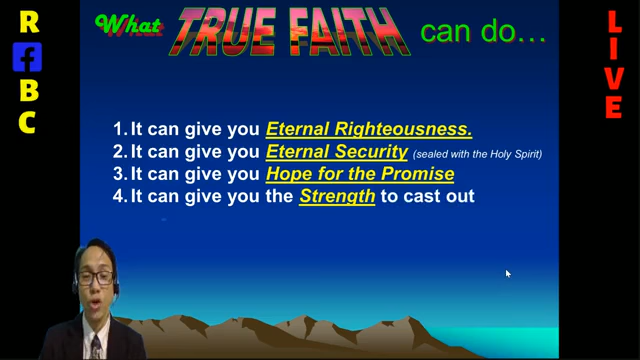 What TRUE FAITH can do...
1. It can give you Eternal Righteousness.
2. It can give you Eternal Security (sealed with the Holy Spirit)
3. It can give you Hope for the Promise
4. It can give you the Strength to cast out
R
B
C
LIVE